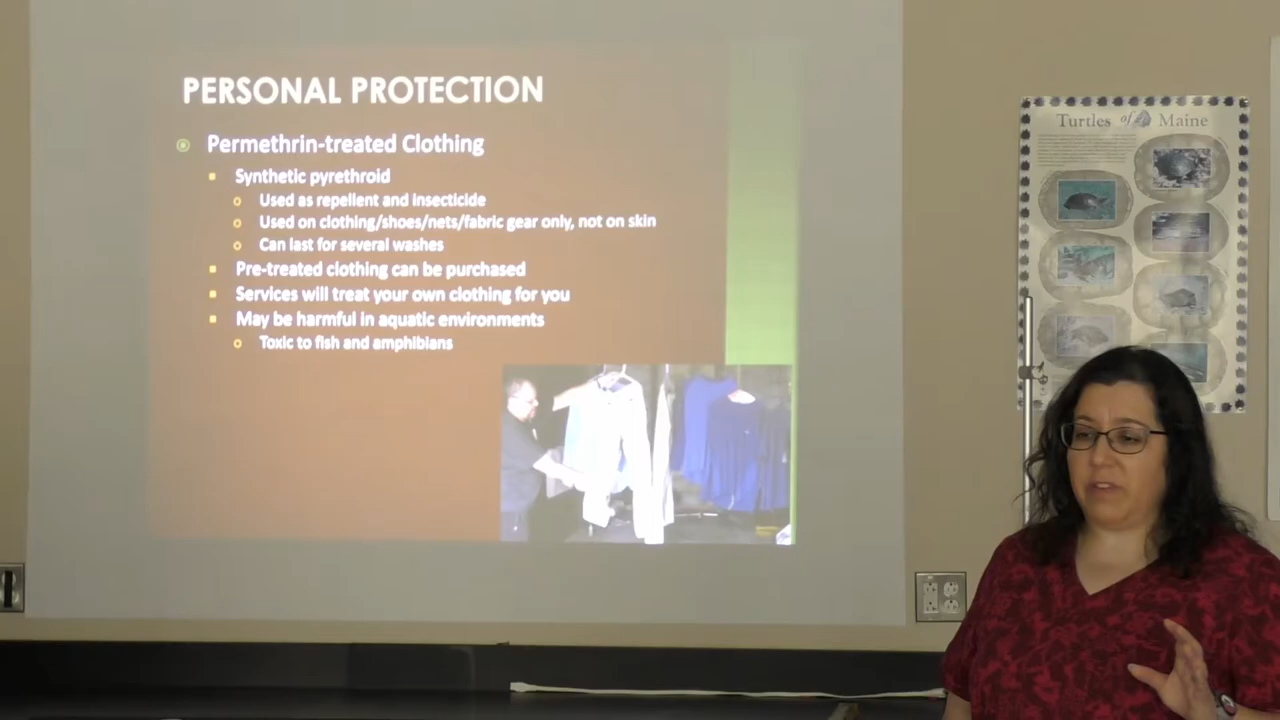 PERSONAL PROTECTION
Permethrin-treated Clothing
Synthetic pyrethroid
Used as repellent and insecticide
Used on clothing/shoes/nets/fabric gear only, not on skin
Can last for several washes
Pre-treated clothing can be purchased
Services will treat your own clothing for you
May be harmful in aquatic environments
Toxic to fish and amphibians
Turtles of Maine